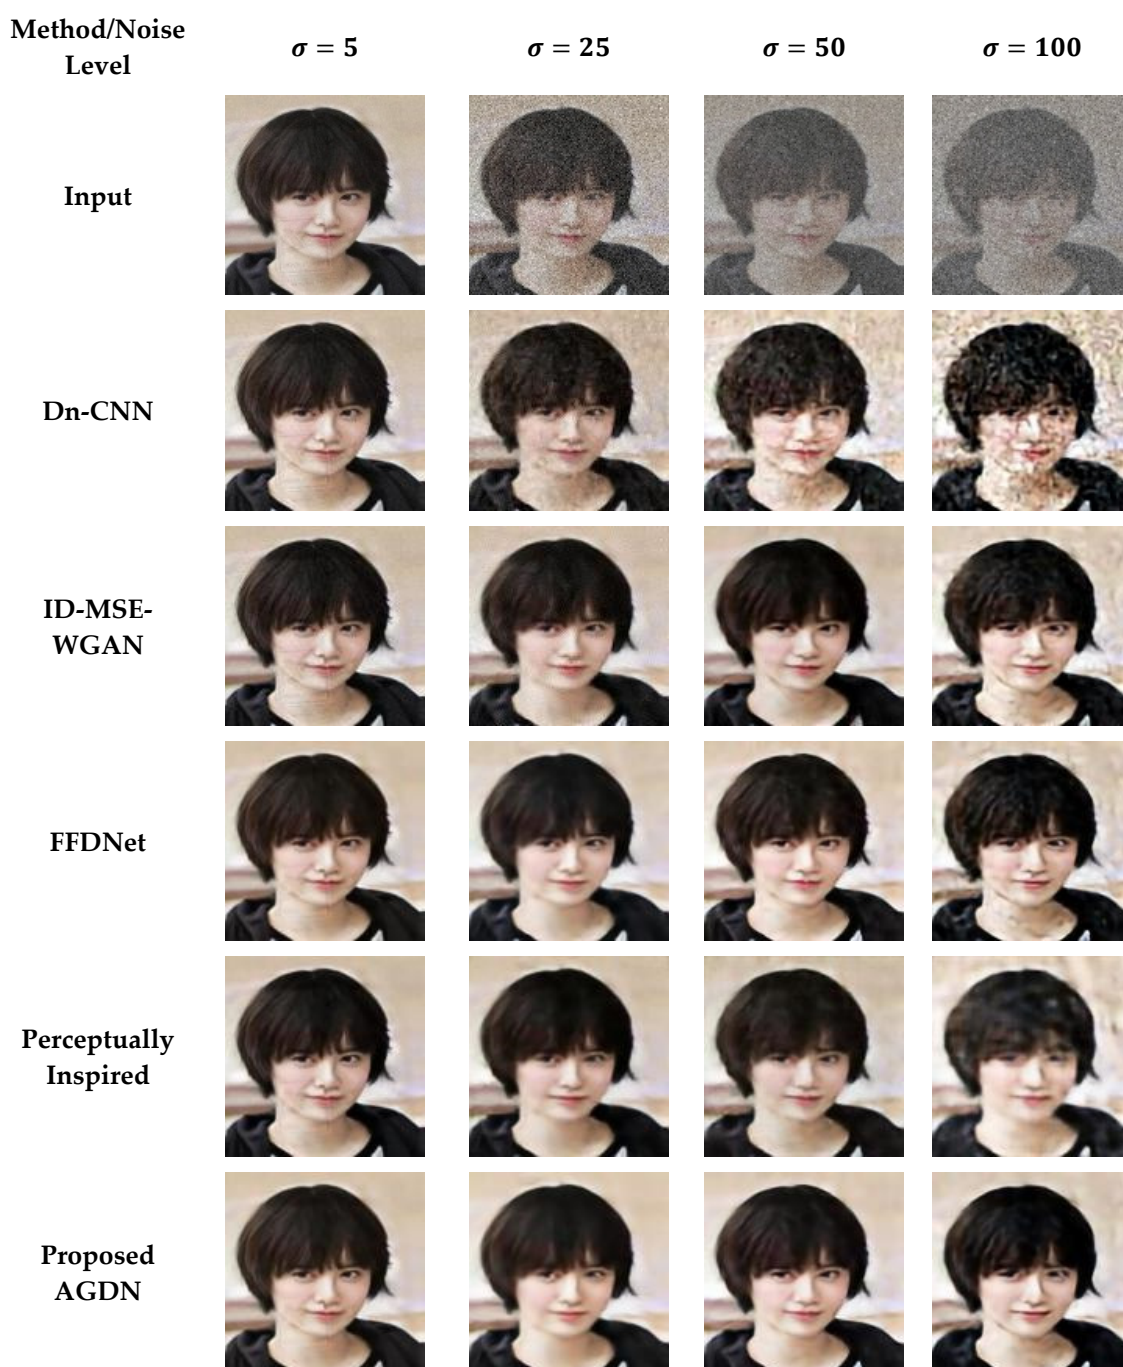 Method/Noise
Level
σ = 5
σ = 25
σ = 50
σ = 100
Input
Dn-CNN
ID-MSE-
WGAN
FFDNet
Perceptually
Inspired
Proposed
AGDN